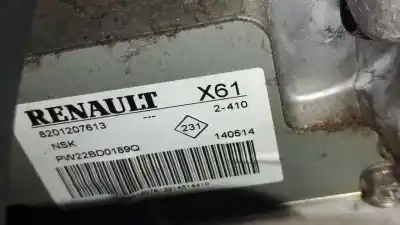 RENAULT X61
8201207613 --- 2-410
NSK 231 140514
PW22BD0189Q